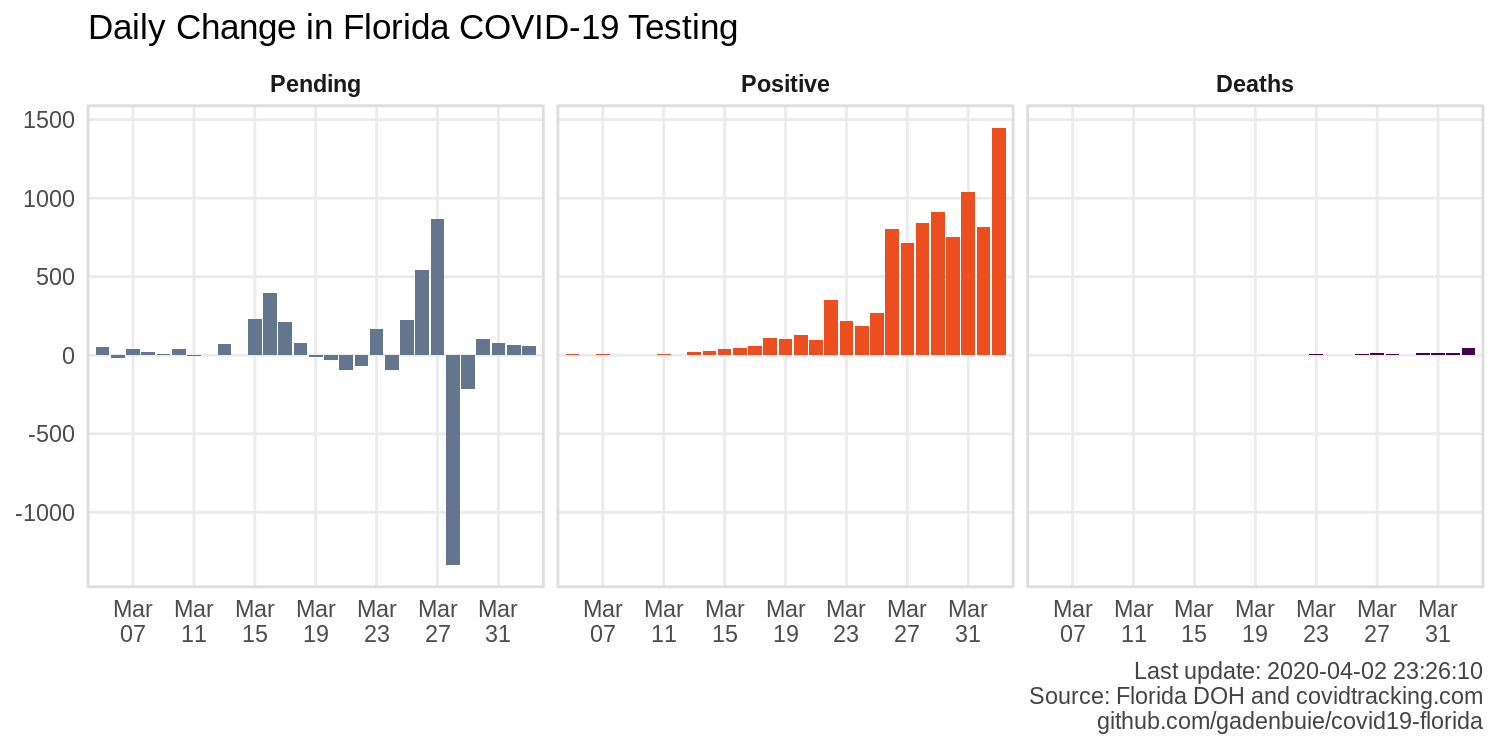 Daily Change in Florida COVID-19 Testing
Pending
Positive
Deaths
1500
1000
500
0
-500
-1000
Mar 07
Mar 11
Mar 15
Mar 19
Mar 23
Mar 27
Mar 31
Mar 07
Mar 11
Mar 15
Mar 19
Mar 23
Mar 27
Mar 31
Mar 07
Mar 11
Mar 15
Mar 19
Mar 23
Mar 27
Mar 31
Last update: 2020-04-02 23:26:10
Source: Florida DOH and covidtracking.com
github.com/gadenbuie/covid19-florida